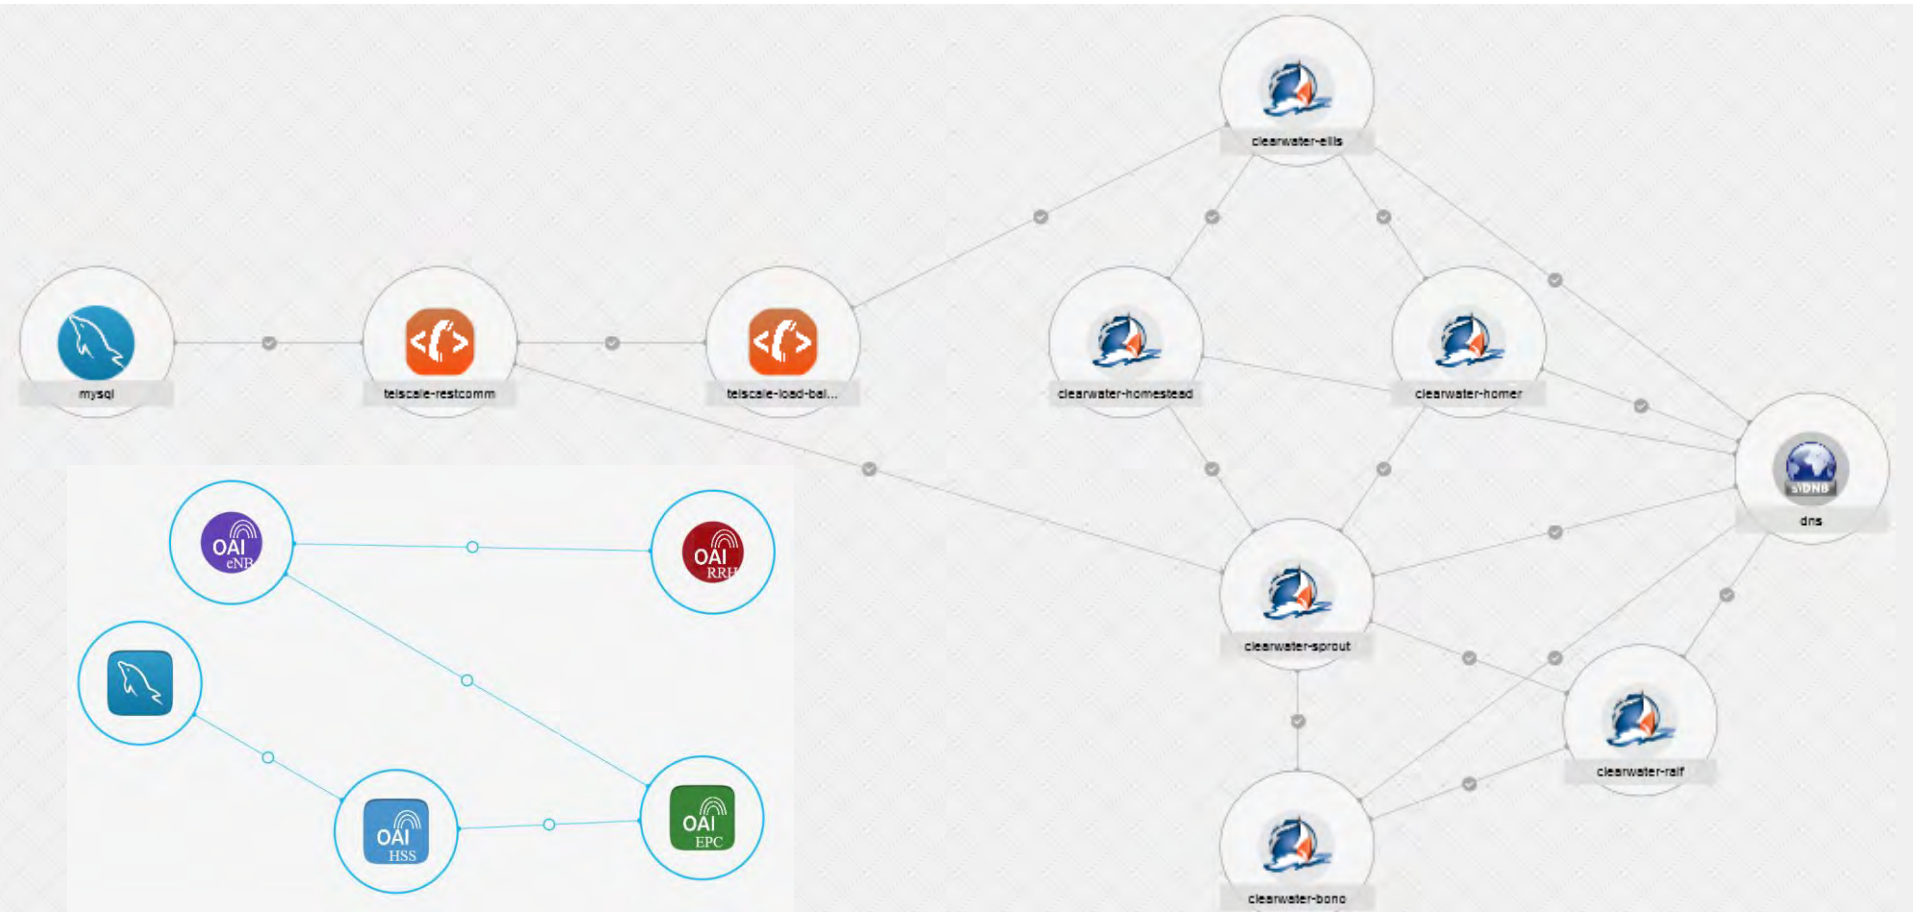 clearwater-ellis
mysql
telscale-restcomm
telscale-load-bal...
clearwater-homestead
clearwater-homer
dns
OAI
eNB
OAI
RRH
clearwater-sprout
clearwater-ralf
OAI
HSS
OAI
EPC
clearwater-bono